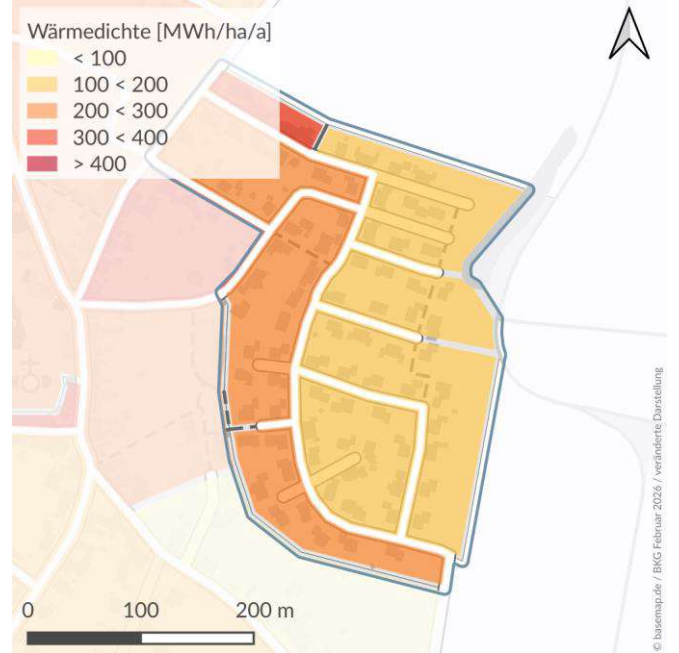 Wärmedichte [MWh/ha/a]
< 100
100 < 200
200 < 300
300 < 400
> 400
0 100 200 m
© basemap.de / BKG Februar 2026 / veränderte Darstellung